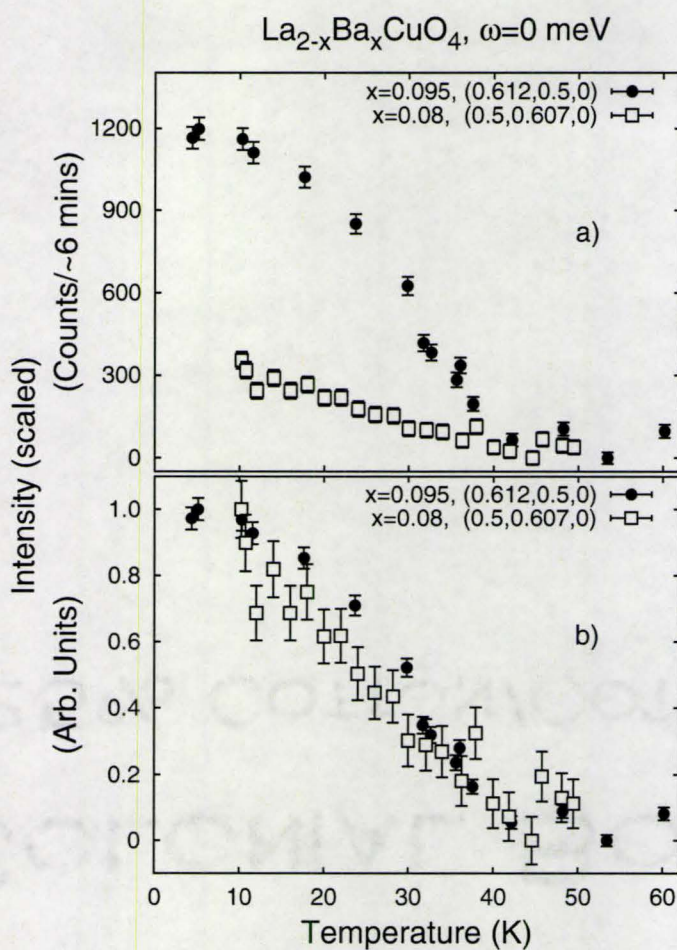 La₂₋ₓBaₓCuO₄, ω=0 meV
x=0.095, (0.612,0.5,0)
x=0.08, (0.5,0.607,0)
1200
900
600
300
0
a)
Intensity (scaled)
(Counts/~6 mins)
x=0.095, (0.612,0.5,0)
x=0.08, (0.5,0.607,0)
1.0
0.8
0.6
0.4
0.2
0
b)
(Arb. Units)
0 10 20 30 40 50 60
Temperature (K)